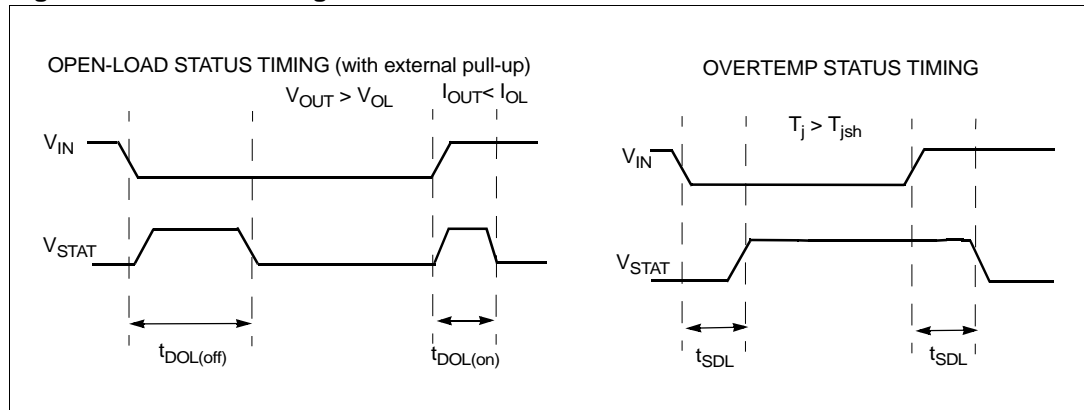 OPEN-LOAD STATUS TIMING (with external pull-up)
V_OUT > V_OL
I_OUT< I_OL
V_IN
V_STAT
t_DOL(off)
t_DOL(on)
OVERTEMP STATUS TIMING
T_j > T_jsh
V_IN
V_STAT
t_SDL
t_SDL